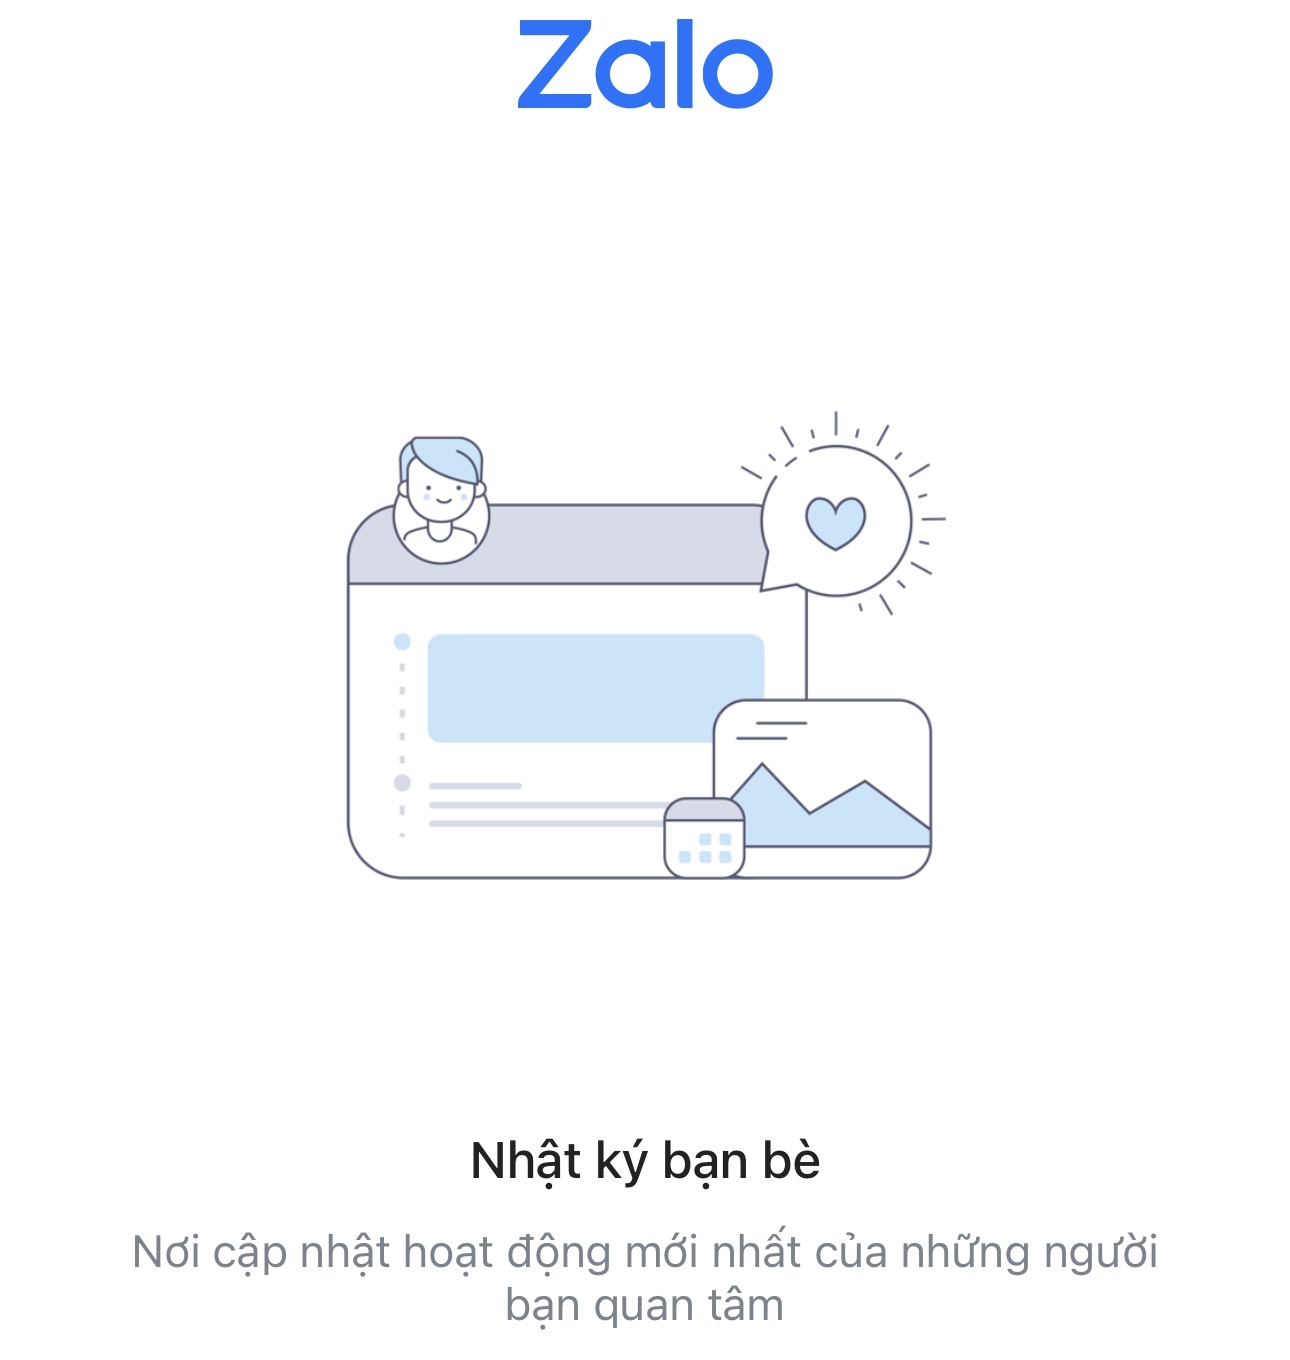 Zalo
Nhật ký bạn bè
Nơi cập nhật hoạt động mới nhất của những người
bạn quan tâm